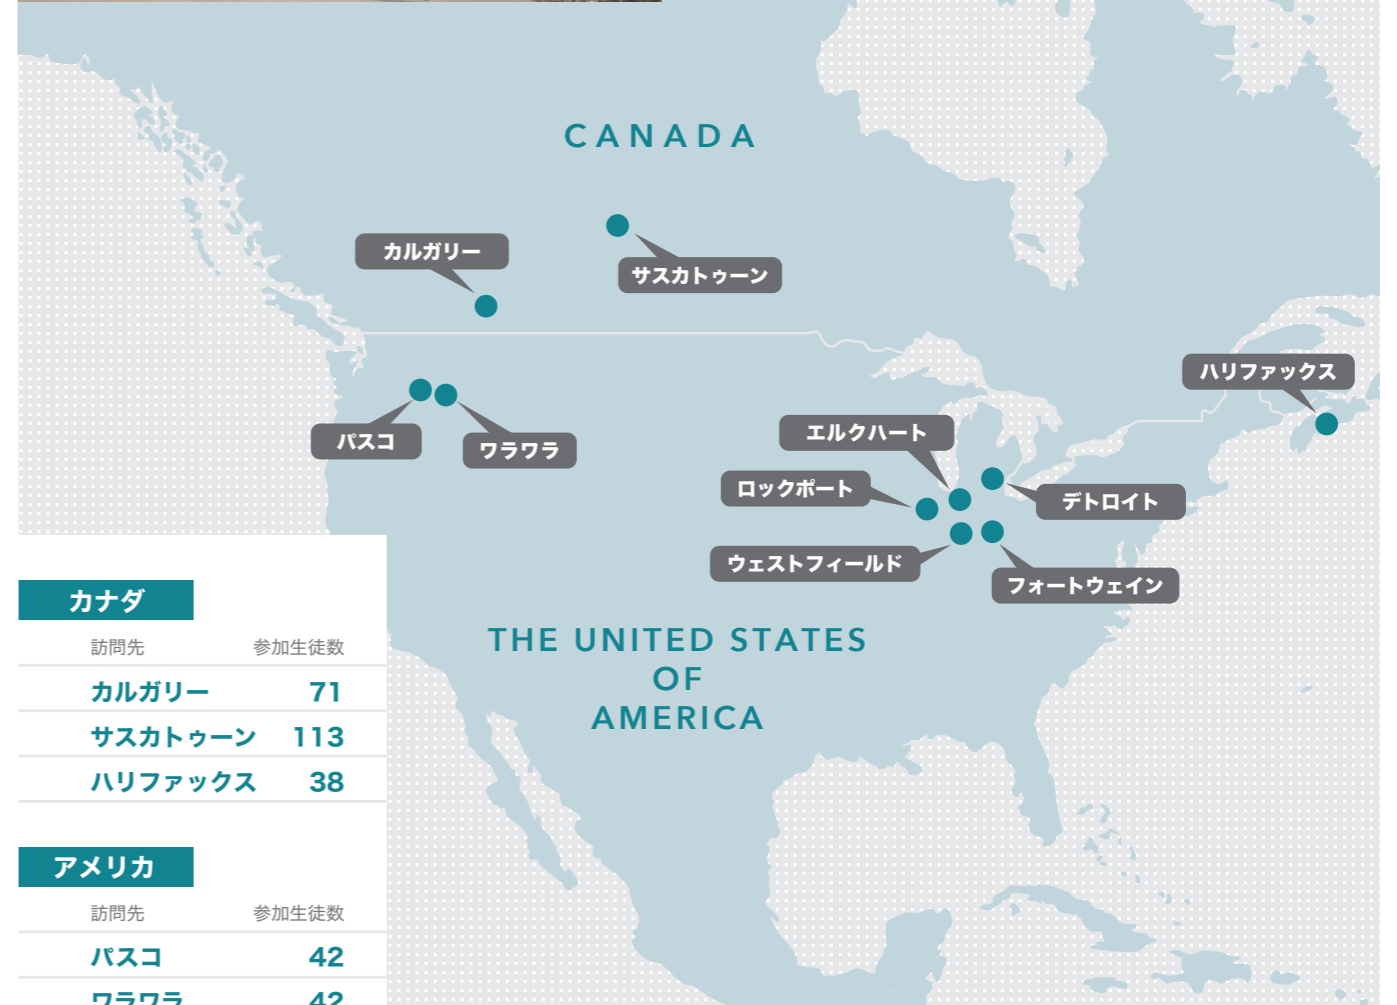 CANADA
カルガリー
サスカトゥーン
ハリファックス
パスコ
ワラワラ
エルクハート
ロックポート
デトロイト
ウェストフィールド
フォートウェイン
THE UNITED STATES
OF
AMERICA
カナダ
訪問先 参加生徒数
カルガリー 71
サスカトゥーン 113
ハリファックス 38
アメリカ
訪問先 参加生徒数
パスコ 42
ワラワラ 42